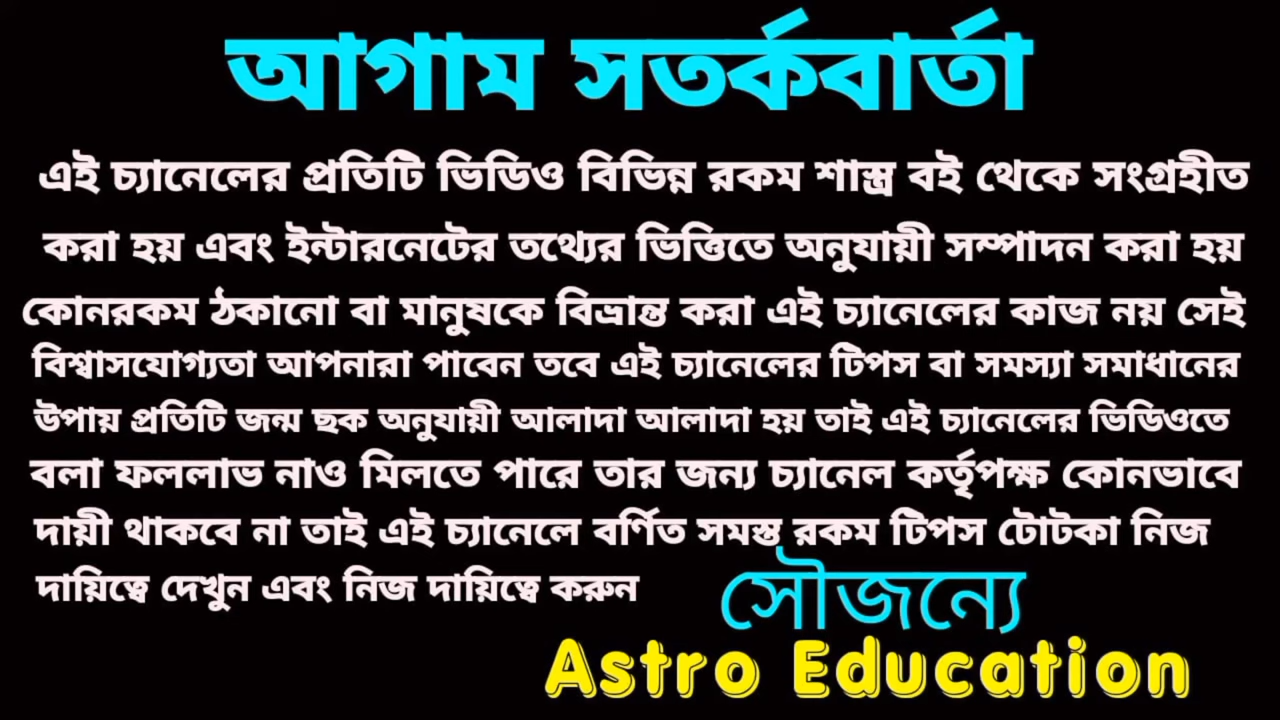 আগাম সতর্কবার্তা
এই চ্যানেলের প্রতিটি ভিডিও বিভিন্ন রকম শাস্ত্র বই থেকে সংগ্রহীত
করা হয় এবং ইন্টারনেটের তথ্যের ভিত্তিতে অনুযায়ী সম্পাদন করা হয়
কোনরকম ঠকানো বা মানুষকে বিভ্রান্ত করা এই চ্যানেলের কাজ নয় সেই
বিশ্বাসযোগ্যতা আপনারা পাবেন তবে এই চ্যানেলের টিপস বা সমস্যা সমাধানের
উপায় প্রতিটি জন্ম ছক অনুযায়ী আলাদা আলাদা হয় তাই এই চ্যানেলের ভিডিওতে
বলা ফললাভ নাও মিলতে পারে তার জন্য চ্যানেল কর্তৃপক্ষ কোনভাবে
দায়ী থাকবে না তাই এই চ্যানেলে বর্ণিত সমস্ত রকম টিপস টোটকা নিজ
দায়িত্বে দেখুন এবং নিজ দায়িত্বে করুন
সৌজন্যে
Astro Education